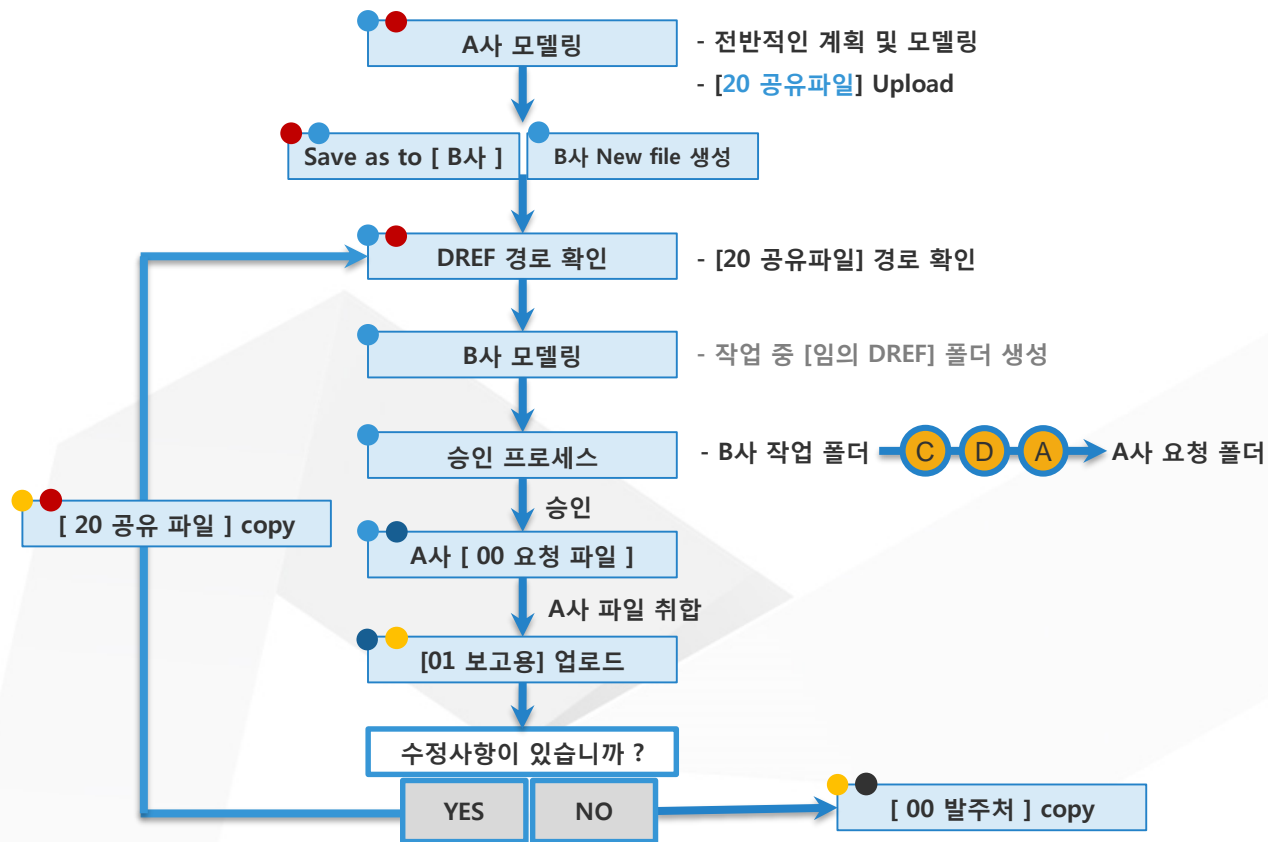 A사 모델링
- 전반적인 계획 및 모델링
- [20 공유파일] Upload
Save as to [ B사 ]
B사 New file 생성
DREF 경로 확인
- [20 공유파일] 경로 확인
B사 모델링
- 작업 중 [임의 DREF] 폴더 생성
승인 프로세스
- B사 작업 폴더 C D A A사 요청 폴더
승인
[ 20 공유 파일 ] copy
A사 [ 00 요청 파일 ]
A사 파일 취합
[01 보고용] 업로드
수정사항이 있습니까 ?
YES
NO
[ 00 발주처 ] copy